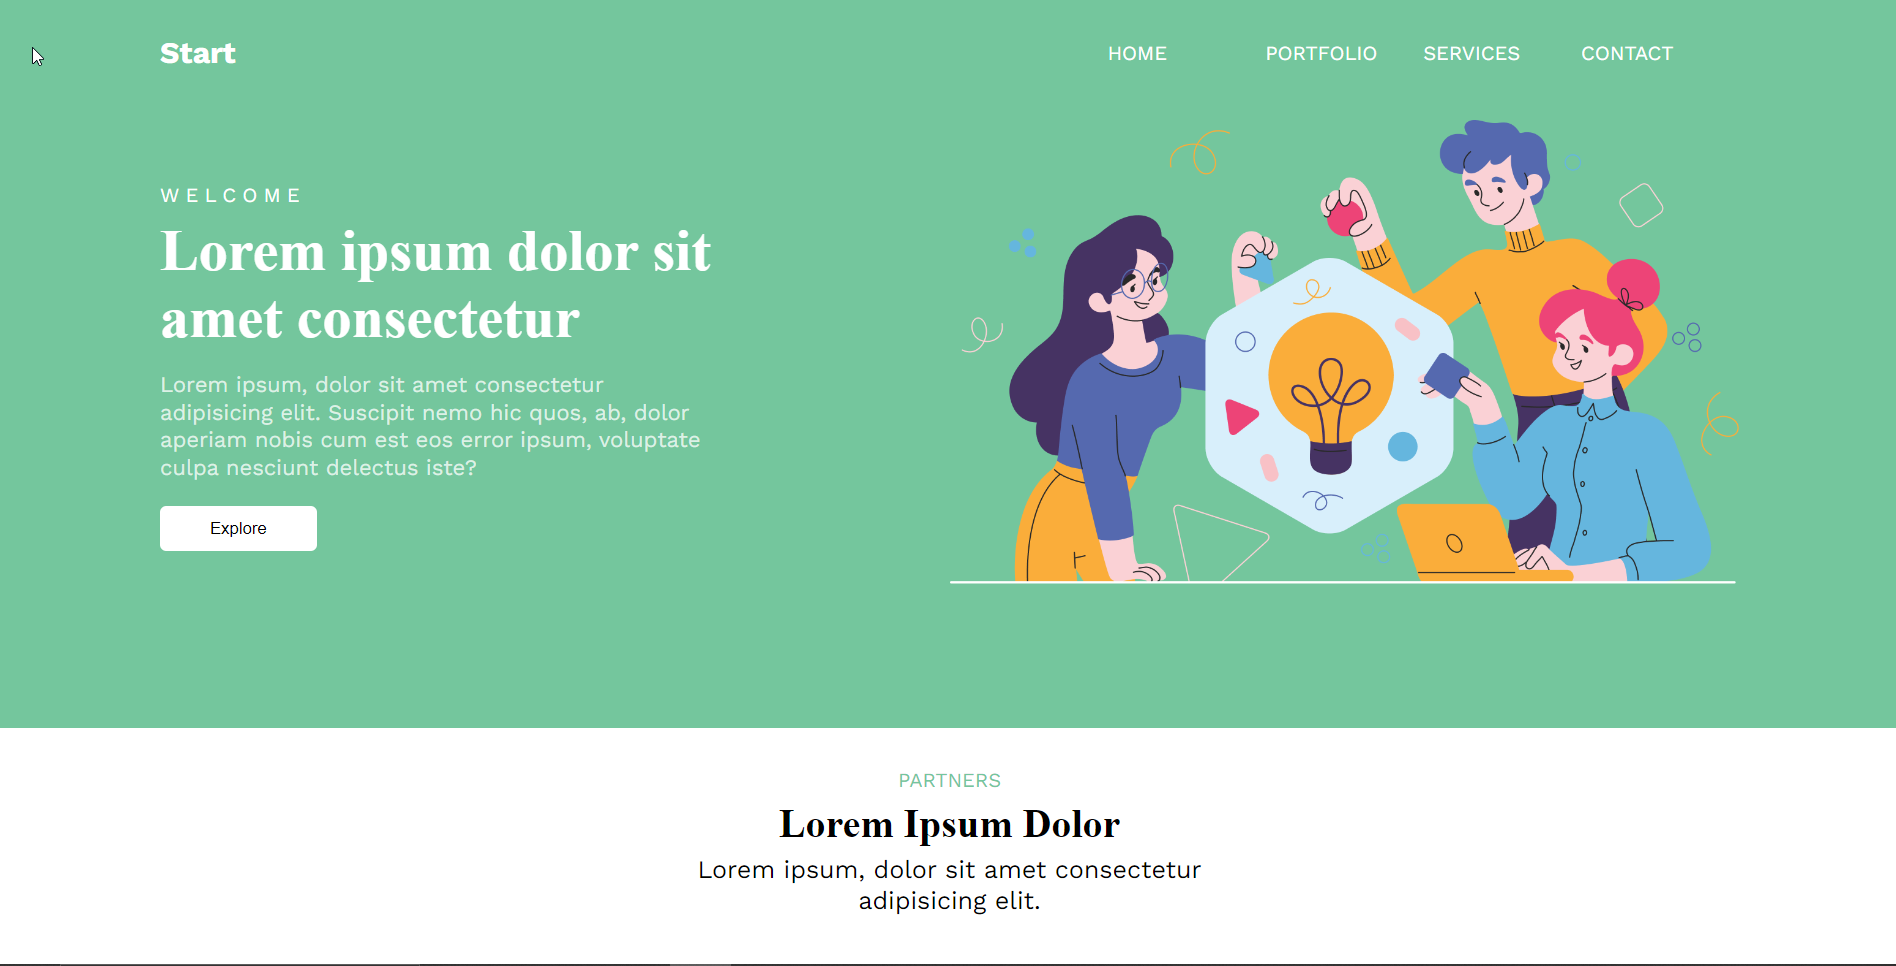 Start
HOME PORTFOLIO SERVICES CONTACT
WELCOME
Lorem ipsum dolor sit
amet consectetur
Lorem ipsum, dolor sit amet consectetur
adipisicing elit. Suscipit nemo hic quos, ab, dolor
aperiam nobis cum est eos error ipsum, voluptate
culpa nesciunt delectus iste?
Explore
PARTNERS
Lorem Ipsum Dolor
Lorem ipsum, dolor sit amet consectetur
adipisicing elit.